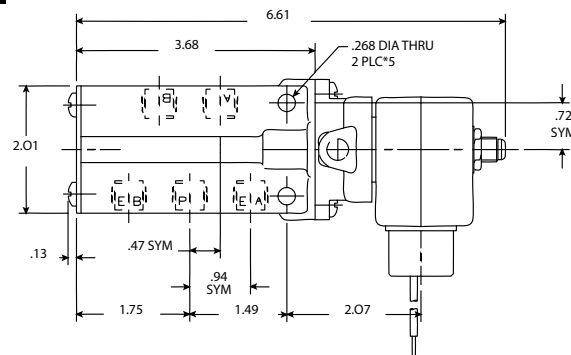 6.61
3.68
.268 DIA THRU
2 PLC*5
.72
SYM
B
A
2.01
E B
P
E A
.47 SYM
.13
.94
SYM
1.75
1.49
2.07